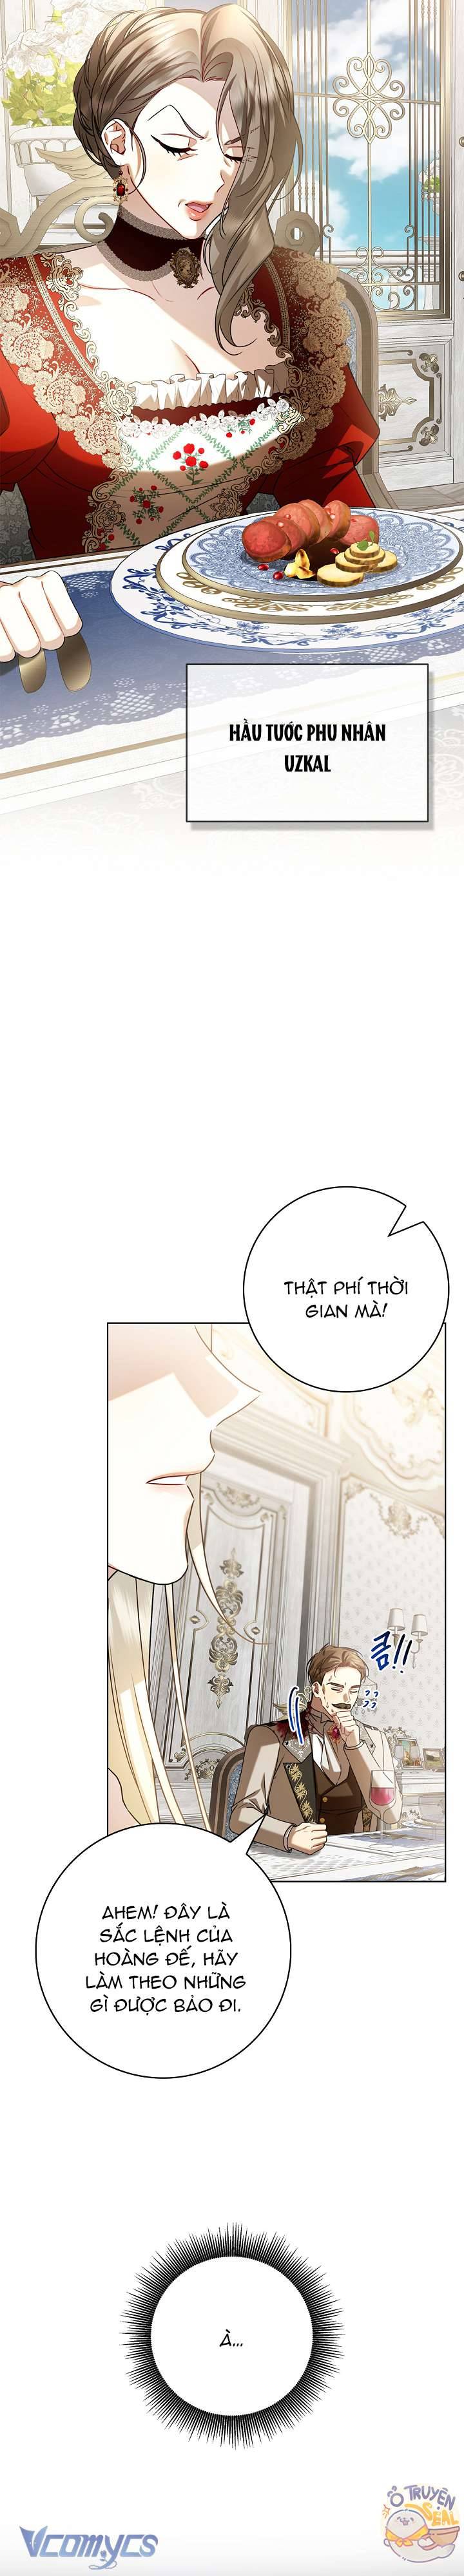 HẦU TƯỚC PHU NHÂN
UZKAL
THẬT PHÍ THỜI
GIAN MÀ!
콤!!
AHEM! ĐÂY LÀ
SẮC LỆNH CỦA
HOÀNG ĐẾ, HÃY
LÀM THEO NHỮNG
GÌ ĐƯỢC BẢO ĐI.
À...
Ổ TRUYỆN
SEAL
Vcomycs